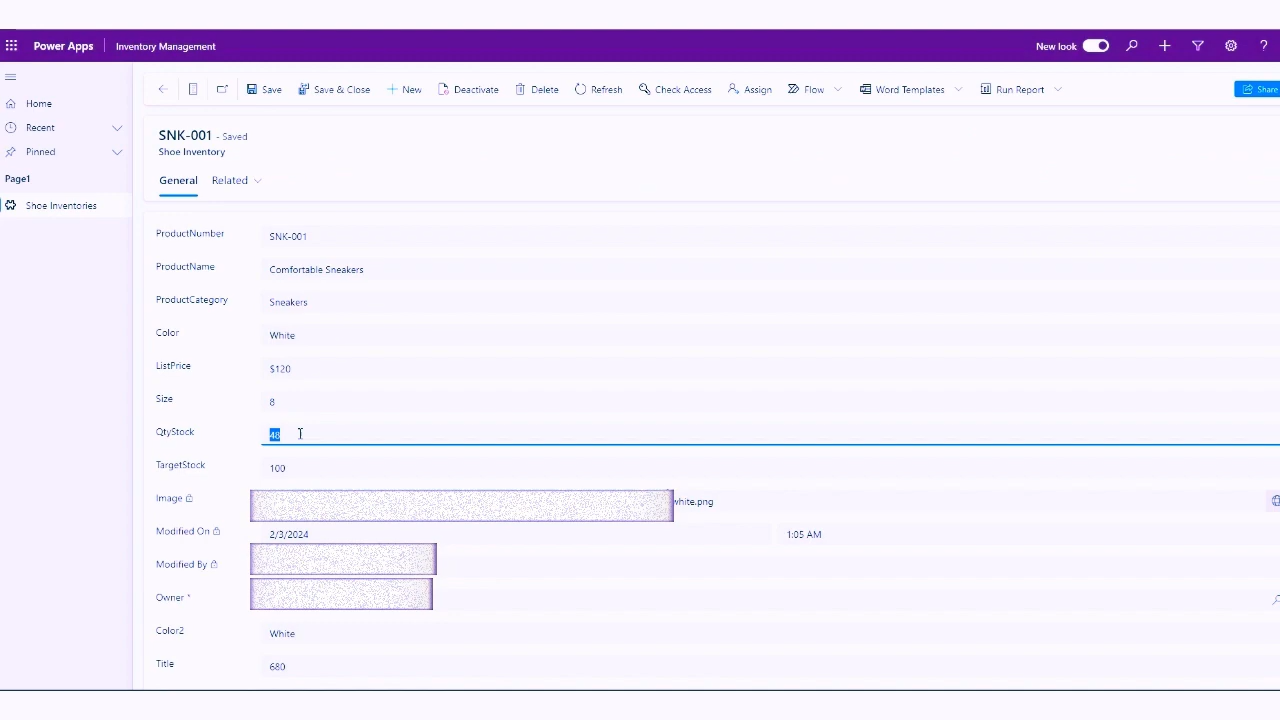 Power Apps Inventory Management New look
Save Save & Close New Deactivate Delete Refresh Check Access Assign Flow Word Templates Run Report Share
Home
Recent
Pinned
Page1
Shoe Inventories
SNK-001 - Saved
Shoe Inventory
General Related
ProductNumber SNK-001
ProductName Comfortable Sneakers
ProductCategory Sneakers
Color White
ListPrice $120
Size 8
QtyStock 48
TargetStock 100
Image white.png
Modified On 2/3/2024 1:05 AM
Modified By
Owner *
Color2 White
Title 680